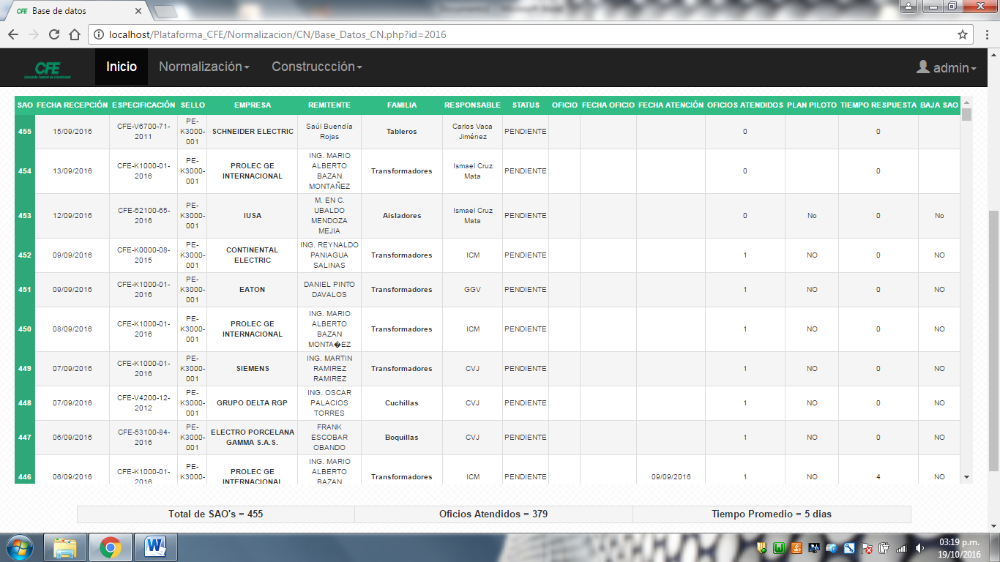 CFE Base de datos
localhost/Plataforma_CFE/Normalizacion/CN/Base_Datos_CN.php?id=2016
CFE Inicio Normalización Construccción admin
Comisión Federal de Electricidad
SAO FECHA RECEPCIÓN ESPECIFICACIÓN SELLO EMPRESA REMITENTE FAMILIA RESPONSABLE STATUS OFICIO FECHA OFICIO FECHA ATENCIÓN OFICIOS ATENDIDOS PLAN PILOTO TIEMPO RESPUESTA BAJA SAO
455 15/09/2016 CFE-V6700-71-2011 PE-K3000-001 SCHNEIDER ELECTRIC Saúl Buendía Rojas Tableros Carlos Vaca Jiménez PENDIENTE 0 0
454 13/09/2016 CFE-K1000-01-2016 PE-K3000-001 PROLEC GE INTERNACIONAL ING. MARIO ALBERTO BAZAN MONTAÑEZ Transformadores Ismael Cruz Mata PENDIENTE 0 0
453 12/09/2016 CFE-52100-65-2016 PE-K3000-001 IUSA M. EN C. UBALDO MENDOZA MEJIA Aisladores Ismael Cruz Mata PENDIENTE 0 No 0 No
452 09/09/2016 CFE-K0000-08-2015 PE-K3000-001 CONTINENTAL ELECTRIC ING. REYNALDO PANIAGUA SALINAS Transformadores ICM PENDIENTE 1 NO 0 NO
451 09/09/2016 CFE-K1000-01-2016 PE-K3000-001 EATON DANIEL PINTO DAVALOS Transformadores GGV PENDIENTE 1 NO 0 NO
450 08/09/2016 CFE-K1000-01-2016 PE-K3000-001 PROLEC GE INTERNACIONAL ING. MARIO ALBERTO BAZAN MONTA�EZ Transformadores ICM PENDIENTE 1 NO 0 NO
449 07/09/2016 CFE-K1000-01-2016 PE-K3000-001 SIEMENS ING. MARTIN RAMIREZ RAMIREZ Transformadores CVJ PENDIENTE 1 NO 0 NO
448 07/09/2016 CFE-V4200-12-2012 PE-K3000-001 GRUPO DELTA RGP ING. OSCAR PALACIOS TORRES Cuchillas CVJ PENDIENTE 1 NO 0 NO
447 06/09/2016 CFE-53100-84-2016 PE-K3000-001 ELECTRO PORCELANA GAMMA S.A.S. FRANK ESCOBAR OBANDO Boquillas CVJ PENDIENTE 1 NO 0 NO
446 06/09/2016 CFE-K1000-01-2016 PE-K3000- PROLEC GE INTERNACIONAL ING. MARIO ALBERTO BAZAN Transformadores ICM PENDIENTE 09/09/2016 1 NO 4 NO
Total de SAO's = 455 Oficios Atendidos = 379 Tiempo Promedio = 5 dias
03:19 p.m.
19/10/2016